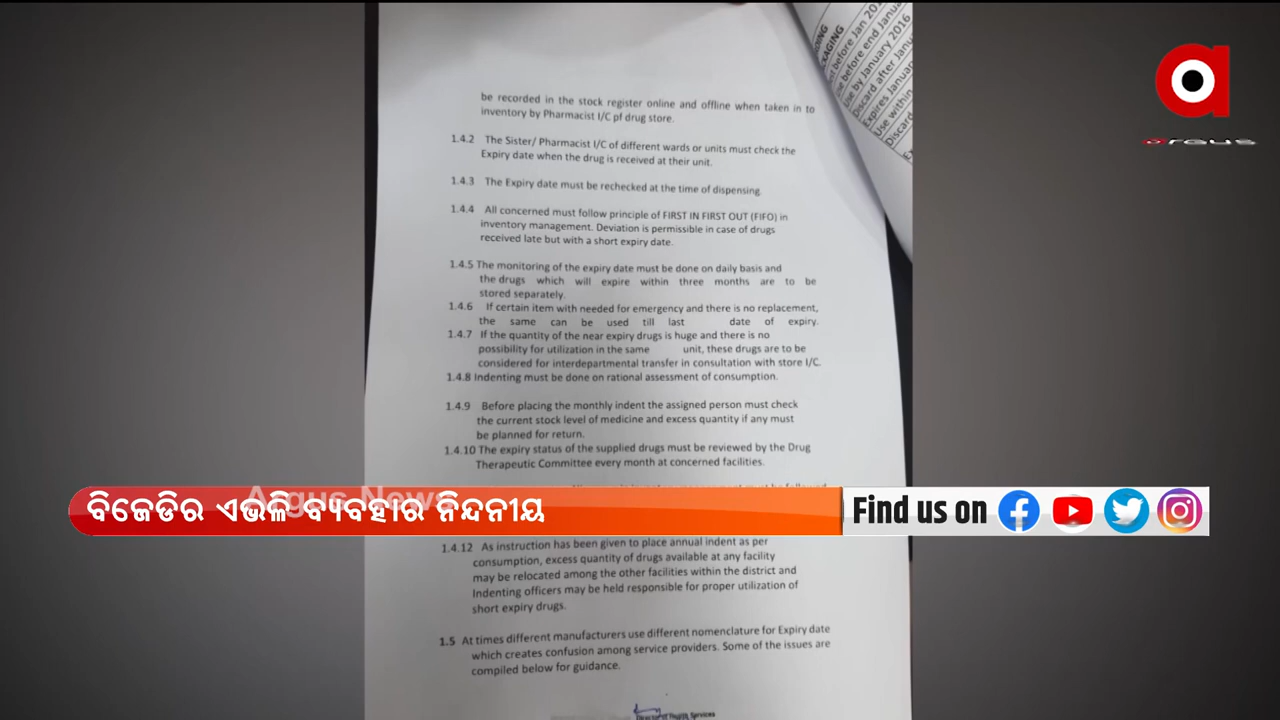 be recorded in the stock register online and offline when taken in to
inventory by Pharmacist I/C pf drug store.
1.4.2 The Sister/ Pharmacist I/C of different wards or units must check the
Expiry date when the drug is received at their unit.
1.4.3 The Expiry date must be rechecked at the time of dispensing.
1.4.4 All concerned must follow principle of FIRST IN FIRST OUT (FIFO) in
inventory management. Deviation is permissible in case of drugs
received late but with a short expiry date.
1.4.5 The monitoring of the expiry date must be done on daily basis and
the drugs which will expire within three months are to be
stored separately.
1.4.6 If certain item with needed for emergency and there is no replacement,
the same can be used till last date of expiry.
1.4.7 If the quantity of the near expiry drugs is huge and there is no
possibility for utilization in the same unit, these drugs are to be
considered for interdepartmental transfer in consultation with store I/C.
1.4.8 Indenting must be done on rational assessment of consumption.
1.4.9 Before placing the monthly indent the assigned person must check
the current stock level of medicine and excess quantity if any must
be planned for return.
1.4.10 The expiry status of the supplied drugs must be reviewed by the Drug
Therapeutic Committee every month at concerned facilities.
1.4.12 As instruction has been given to place annual indent as per
consumption, excess quantity of drugs available at any facility
may be relocated among the other facilities within the district and
Indenting officers may be held responsible for proper utilization of
short expiry drugs.
1.5 At times different manufacturers use different nomenclature for Expiry date
which creates confusion among service providers. Some of the issues are
compiled below for guidance.
Use by January 2016
Discard after
Use within
Discard
argus
Argus News
ବିଜେଡିର ଏଭଳି ବ୍ୟବହାର ନିନ୍ଦନୀୟ
Find us on